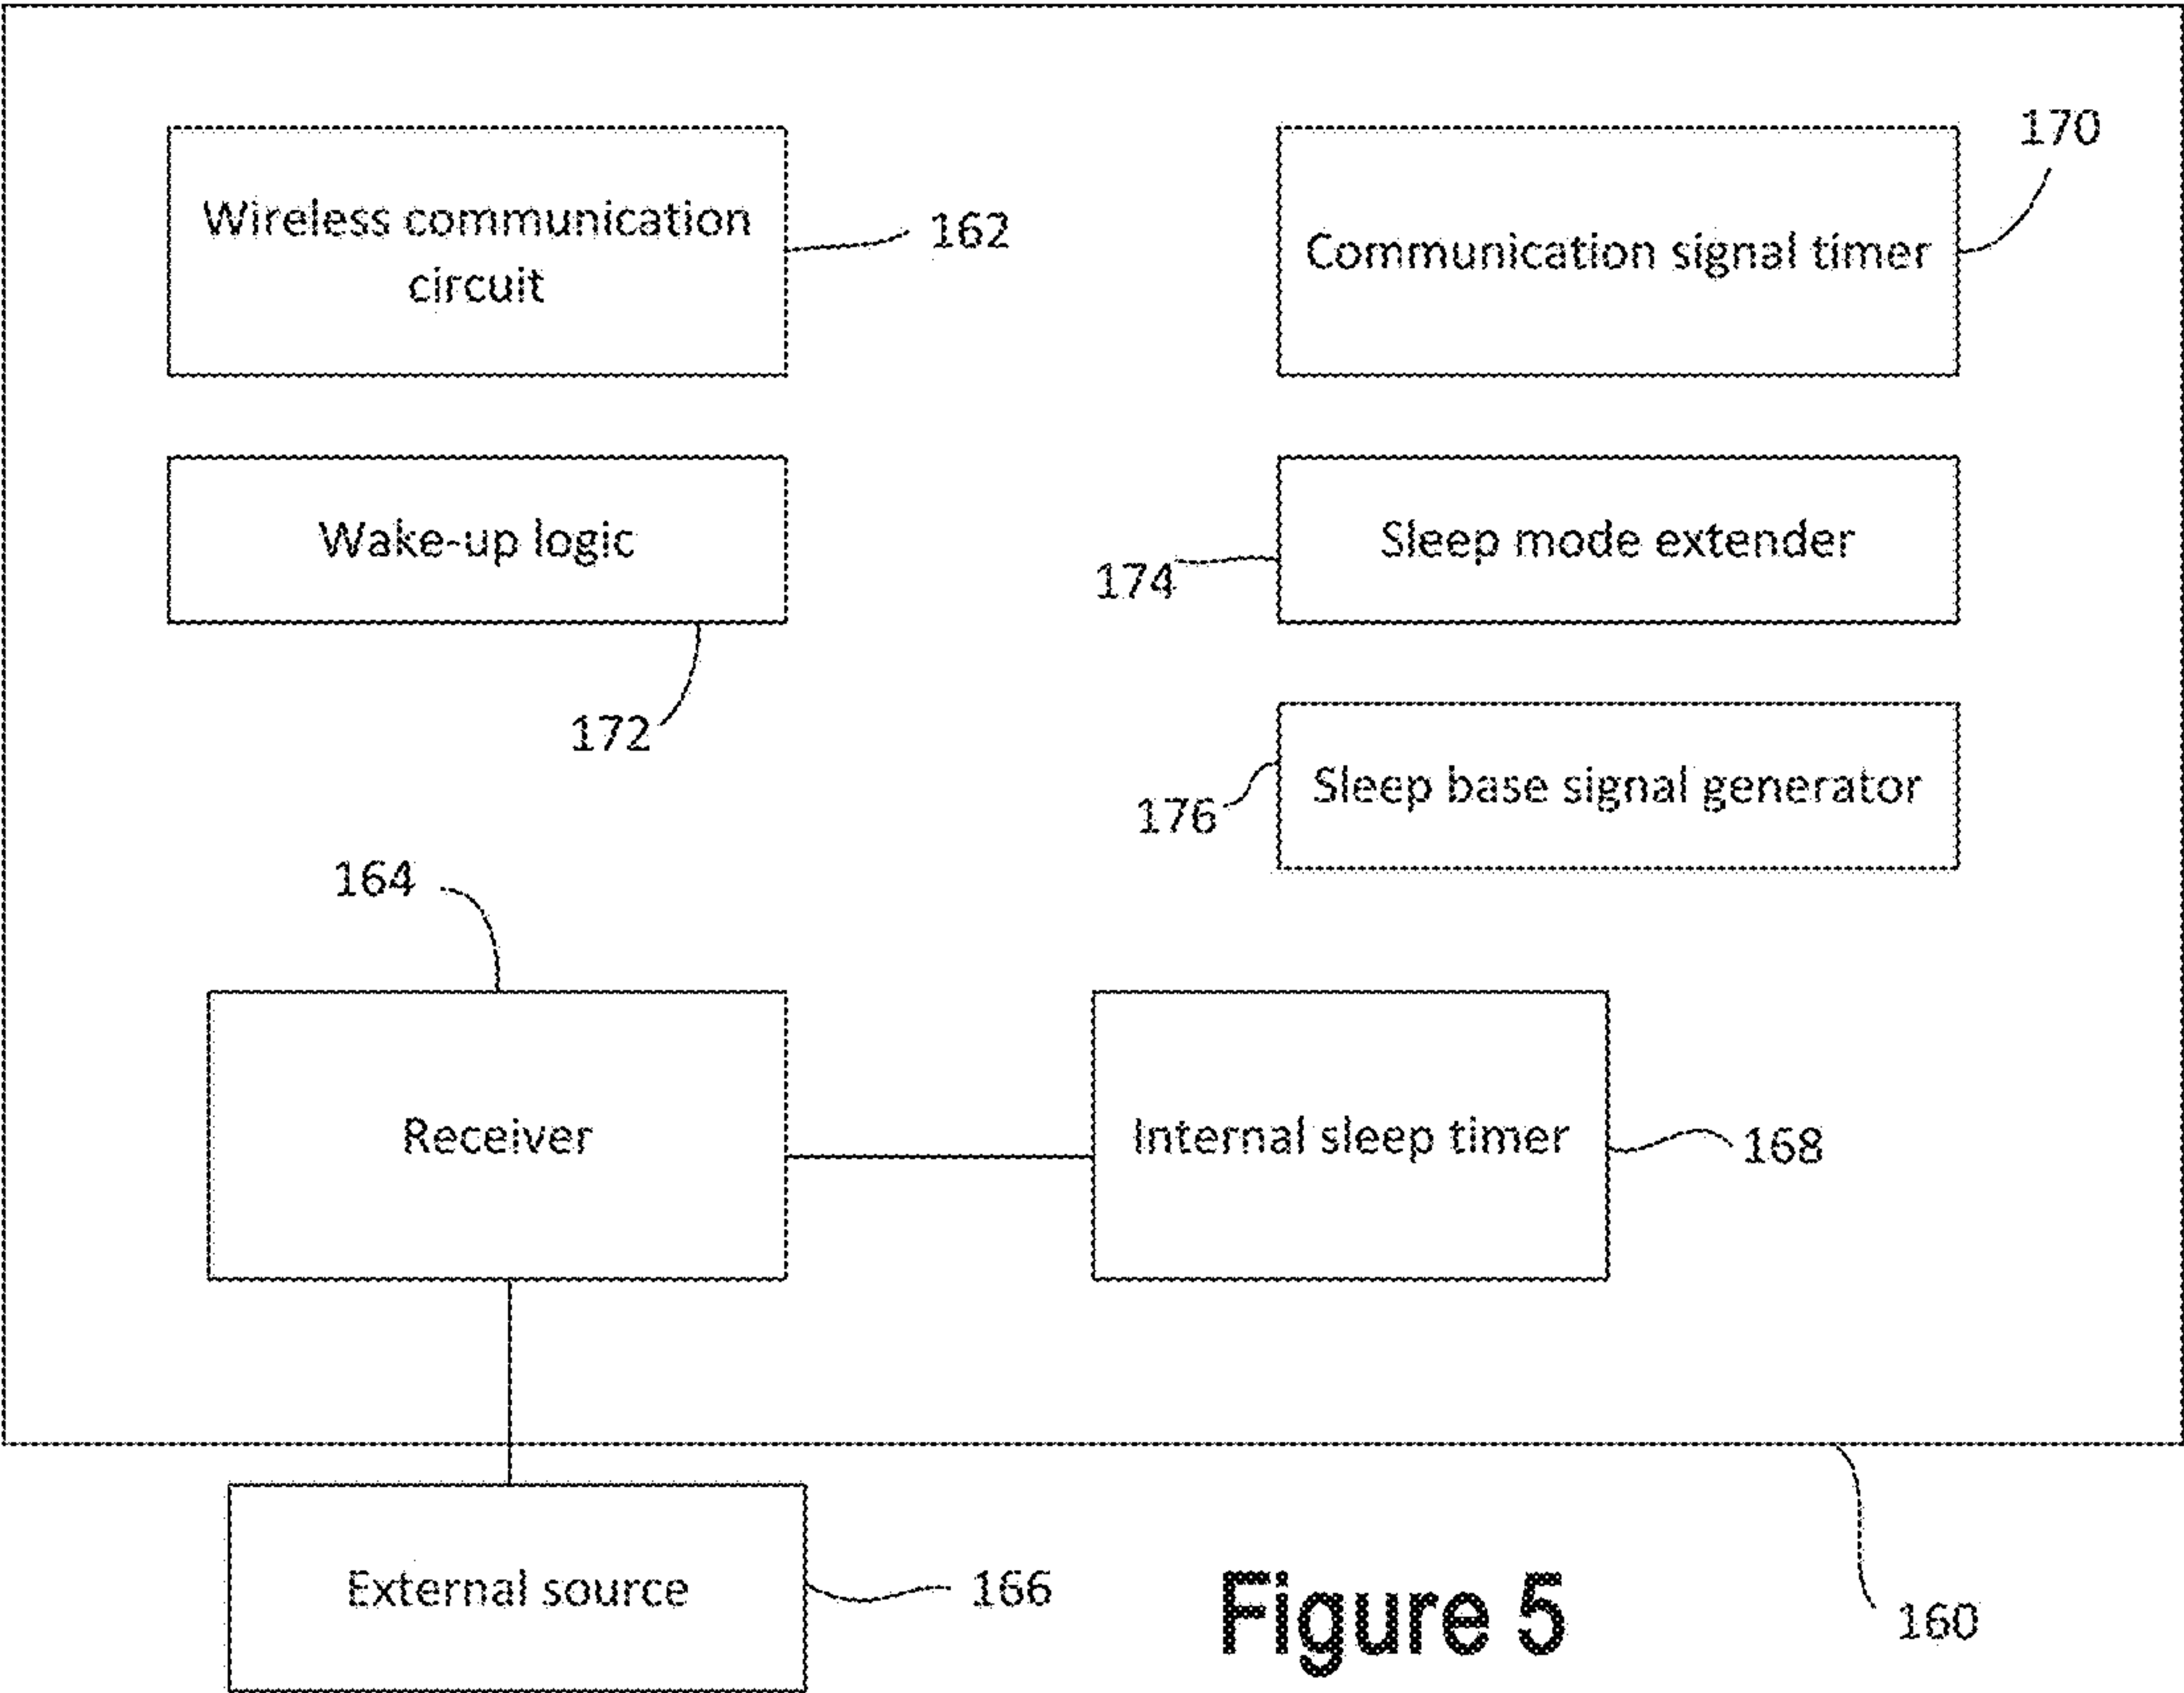 170
Wireless communication
circuit
162
Communication signal timer
Wake-up logic
172
Sleep mode extender
174
Sleep base signal generator
176
164
Receiver
Internal sleep timer
168
External source
166
Figure 5
160